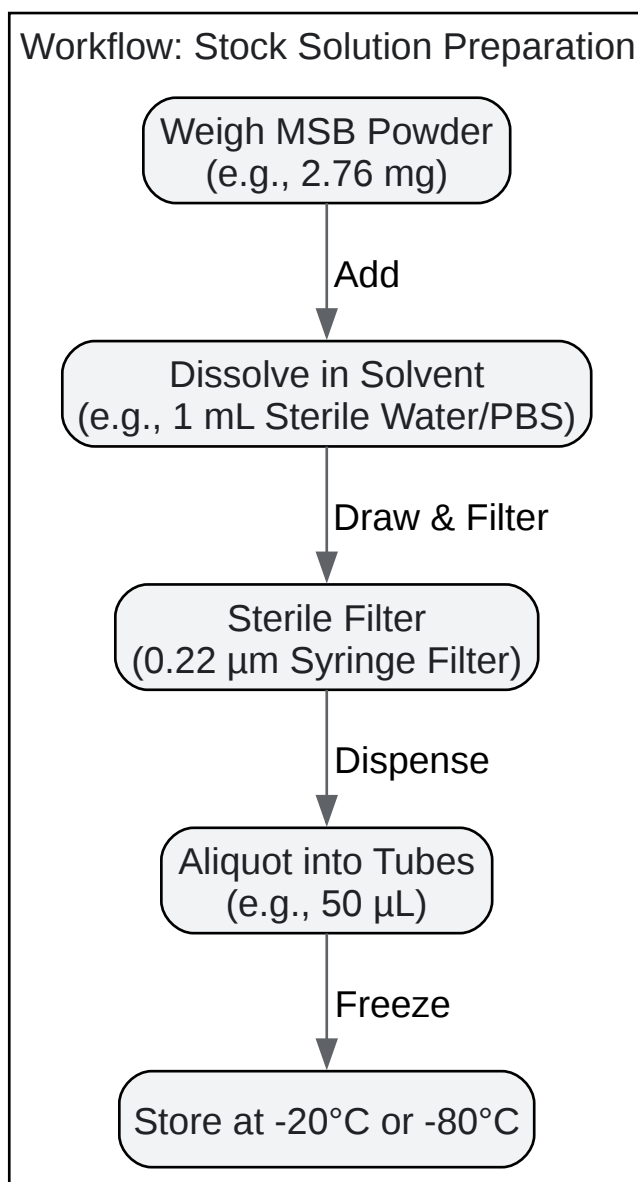 Workflow: Stock Solution Preparation
Weigh MSB Powder
(e.g., 2.76 mg)
Add
Dissolve in Solvent
(e.g., 1 mL Sterile Water/PBS)
Draw & Filter
Sterile Filter
(0.22 µm Syringe Filter)
Dispense
Aliquot into Tubes
(e.g., 50 µL)
Freeze
Store at -20°C or -80°C